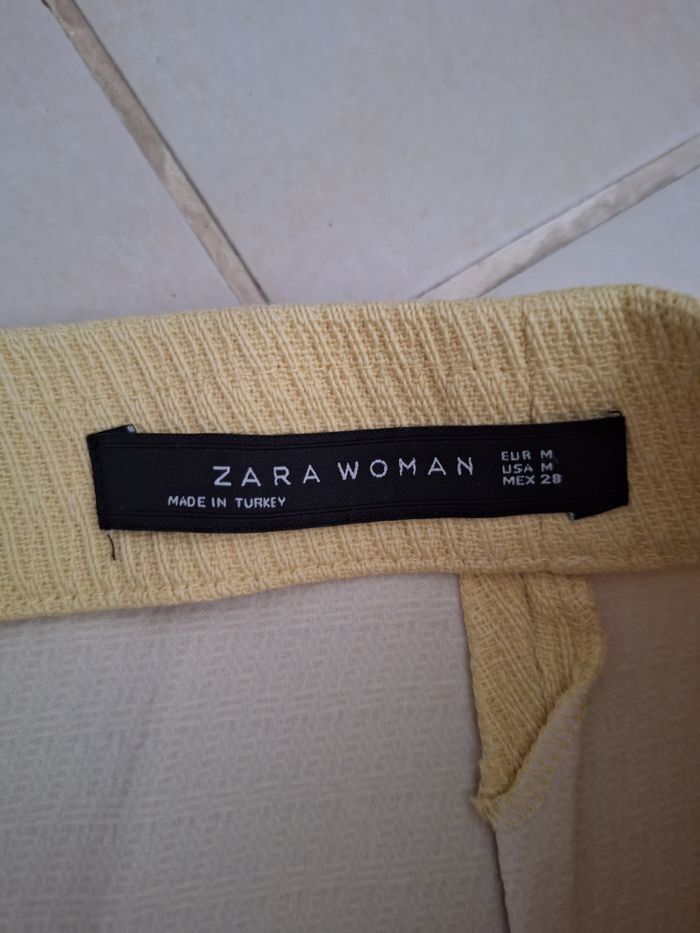 ZARA WOMAN
MADE IN TURKEY
EUR M
USA M
MEX 28